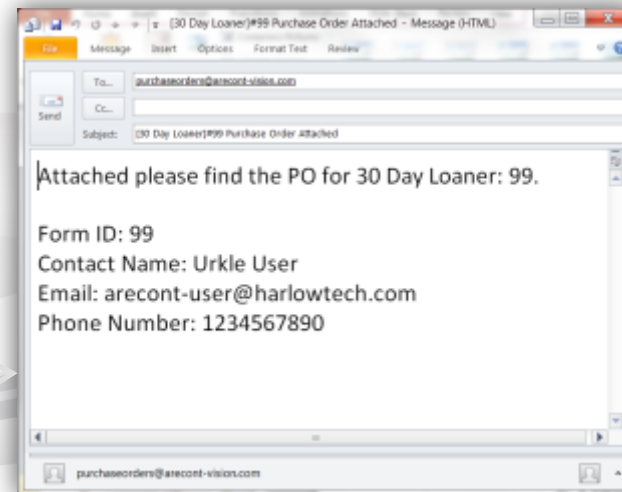 [30 Day Loaner]#99 Purchase Order Attached - Message (HTML)
File Message Insert Options Format Text Review
To... purchaseorders@arecont-vision.com
Cc...
Send
Subject: [30 Day Loaner]#99 Purchase Order Attached
Attached please find the PO for 30 Day Loaner: 99.
Form ID: 99
Contact Name: Urkle User
Email: arecont-user@harlowtech.com
Phone Number: 1234567890
purchaseorders@arecont-vision.com